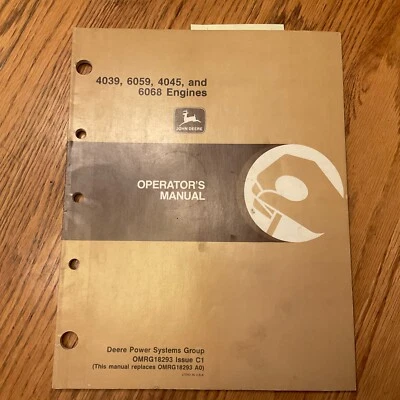 4039, 6059, 4045, and
6068 Engines
JOHN DEERE
OPERATOR'S
MANUAL
Deere Power Systems Group
OMRG18293 Issue C1
(This manual replaces OMRG18293 A0)